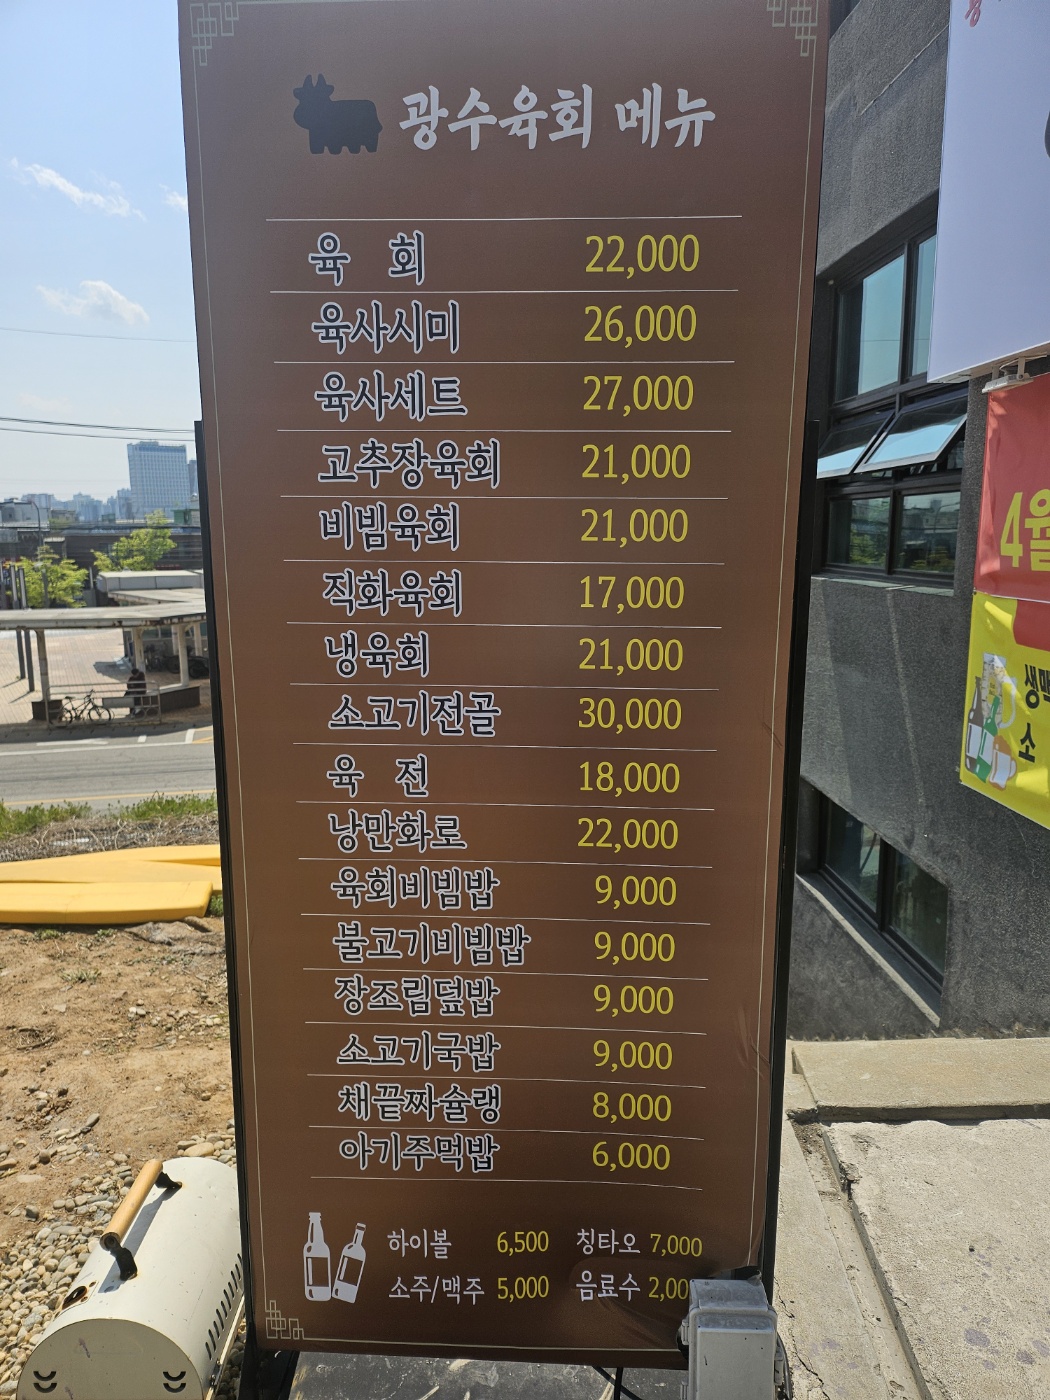 광수육회 메뉴
육 회 22,000
육사시미 26,000
육사세트 27,000
고추장육회 21,000
비빔육회 21,000
직화육회 17,000
냉육회 21,000
소고기전골 30,000
육 전 18,000
낭만화로 22,000
육회비빔밥 9,000
불고기비빔밥 9,000
장조림덮밥 9,000
소고기국밥 9,000
채끝짜슐랭 8,000
아기주먹밥 6,000
하이볼 6,500 칭타오 7,000
소주/맥주 5,000 음료수
4월
생맥
소